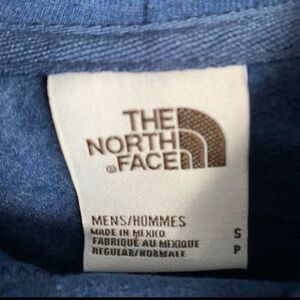 THE
NORTH
® FACE
MENS/HOMMES
MADE IN MEXICO S
FABRIQUÉ AU MEXIQUE P
REGULAR/NORMALE